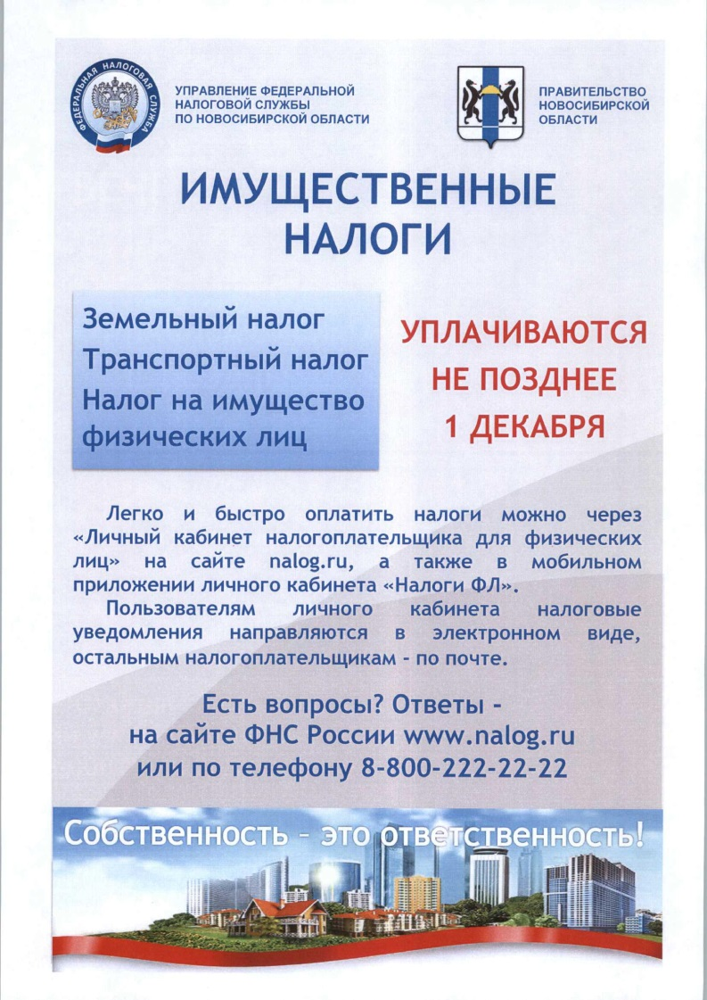 ФЕДЕРАЛЬНАЯ НАЛОГОВАЯ СЛУЖБА
УПРАВЛЕНИЕ ФЕДЕРАЛЬНОЙ
НАЛОГОВОЙ СЛУЖБЫ
ПО НОВОСИБИРСКОЙ ОБЛАСТИ
ПРАВИТЕЛЬСТВО
НОВОСИБИРСКОЙ
ОБЛАСТИ
ИМУЩЕСТВЕННЫЕ
НАЛОГИ
Земельный налог
Транспортный налог
Налог на имущество
физических лиц
УПЛАЧИВАЮТСЯ
НЕ ПОЗДНЕЕ
1 ДЕКАБРЯ
Легко и быстро оплатить налоги можно через
«Личный кабинет налогоплательщика для физических
лиц» на сайте nalog.ru, а также в мобильном
приложении личного кабинета «Налоги ФЛ».
Пользователям личного кабинета налоговые
уведомления направляются в электронном виде,
остальным налогоплательщикам - по почте.
Есть вопросы? Ответы -
на сайте ФНС России www.nalog.ru
или по телефону 8-800-222-22-22
Собственность – это ответственность!